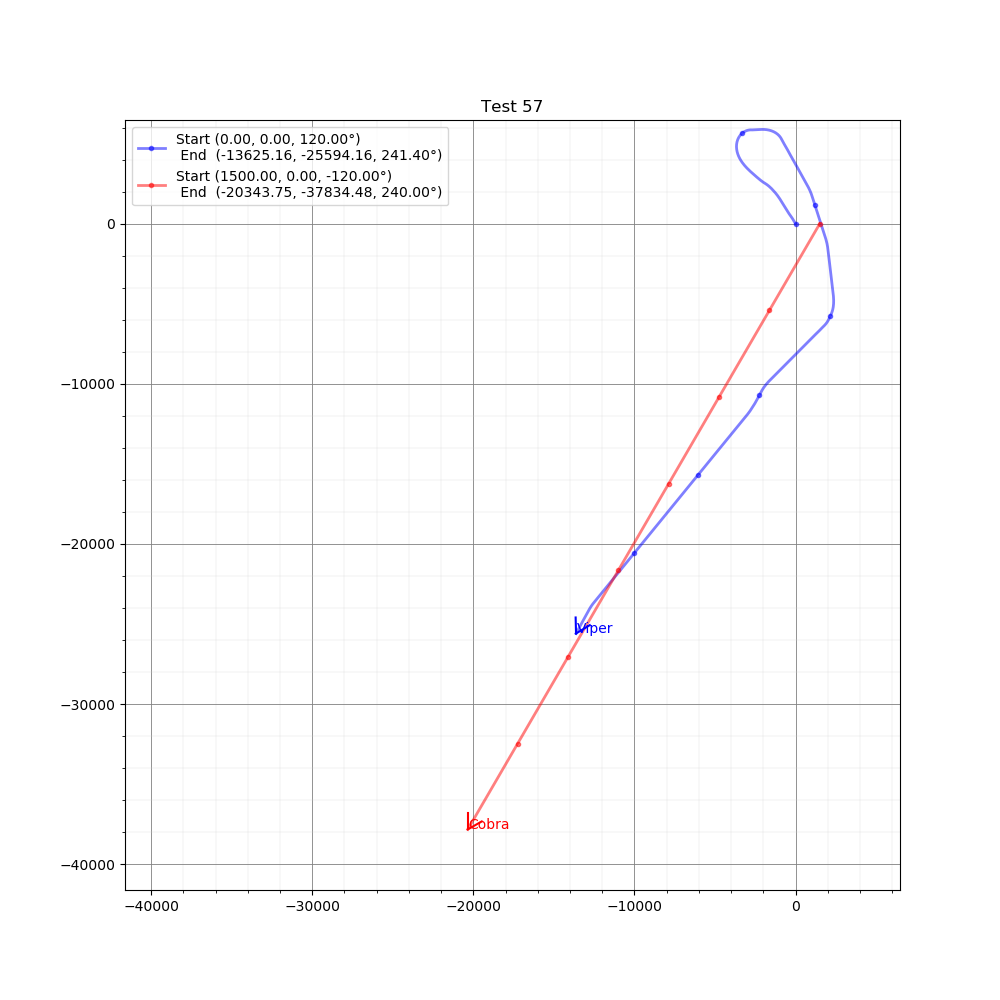 Test 57
Start (0.00, 0.00, 120.00°)
End  (-13625.16, -25594.16, 241.40°)
Start (1500.00, 0.00, -120.00°)
End  (-20343.75, -37834.48, 240.00°)
0
−10000
−20000
−30000
−40000
Viper
Cobra
−40000
−30000
−20000
−10000
0